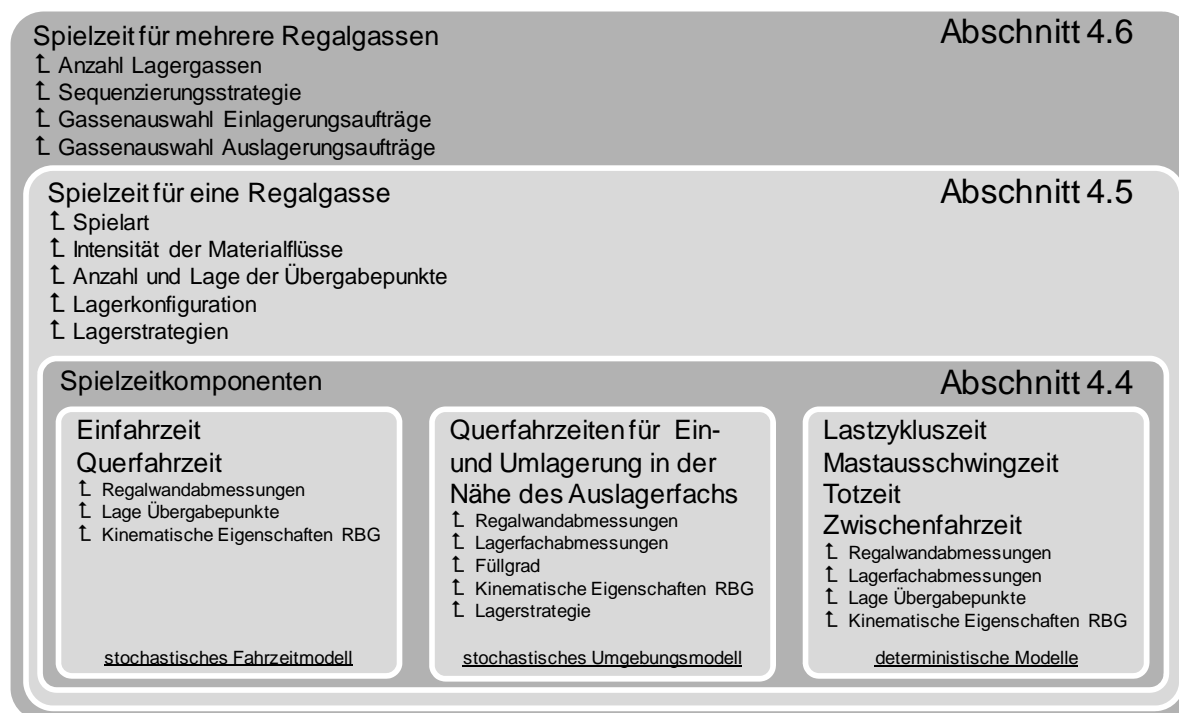 Spielzeit für mehrere Regalgassen
Abschnitt 4.6
Anzahl Lagergassen
Sequenzierungsstrategie
Gassenauswahl Einlagerungsaufträge
Gassenauswahl Auslagerungsaufträge
Spielzeit für eine Regalgasse
Abschnitt 4.5
Spielart
Intensität der Materialflüsse
Anzahl und Lage der Übergabepunkte
Lagerkonfiguration
Lagerstrategien
Spielzeitkomponenten
Abschnitt 4.4
Einfahrzeit
Querfahrzeit
Regalwandabmessungen
Lage Übergabepunkte
Kinematische Eigenschaften RBG
stochastisches Fahrzeitmodell
Querfahrzeiten für Ein-
und Umlagerung in der
Nähe des Auslagerfachs
Regalwandabmessungen
Lagerfachabmessungen
Füllgrad
Kinematische Eigenschaften RBG
Lagerstrategie
stochastisches Umgebungsmodell
Lastzykluszeit
Mastausschwingzeit
Totzeit
Zwischenfahrzeit
Regalwandabmessungen
Lagerfachabmessungen
Lage Übergabepunkte
Kinematische Eigenschaften RBG
deterministische Modelle